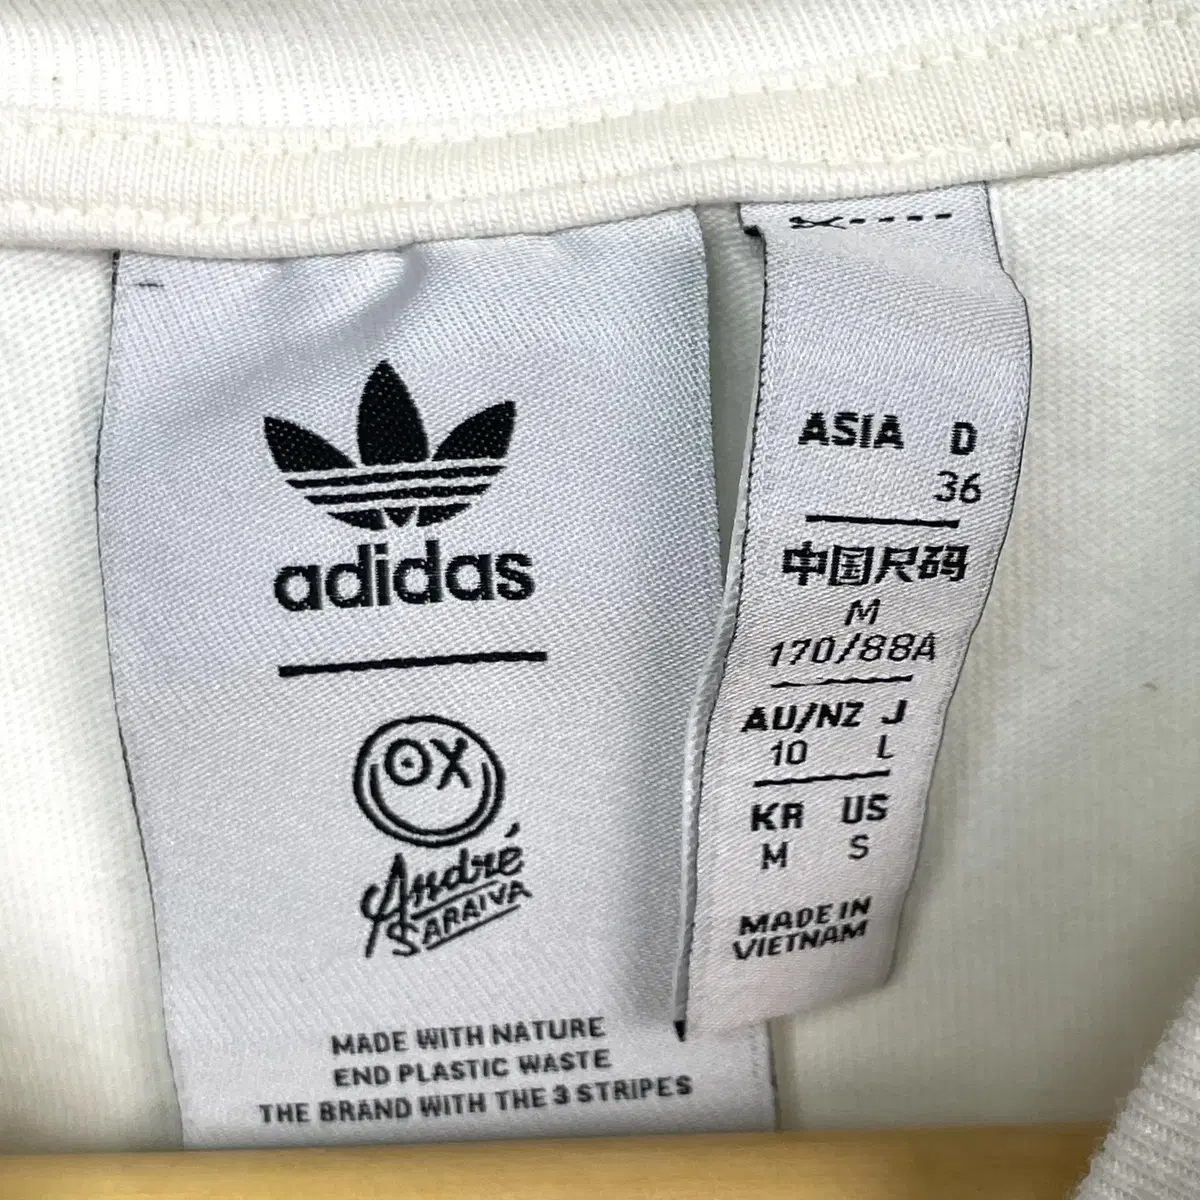 adidas
OX
André
SARAIVA
MADE WITH NATURE
END PLASTIC WASTE
THE BRAND WITH THE 3 STRIPES
ASIA D
36
中国尺码
M
170/88A
AU/NZ J
10 L
KR US
M S
MADE IN
VIETNAM